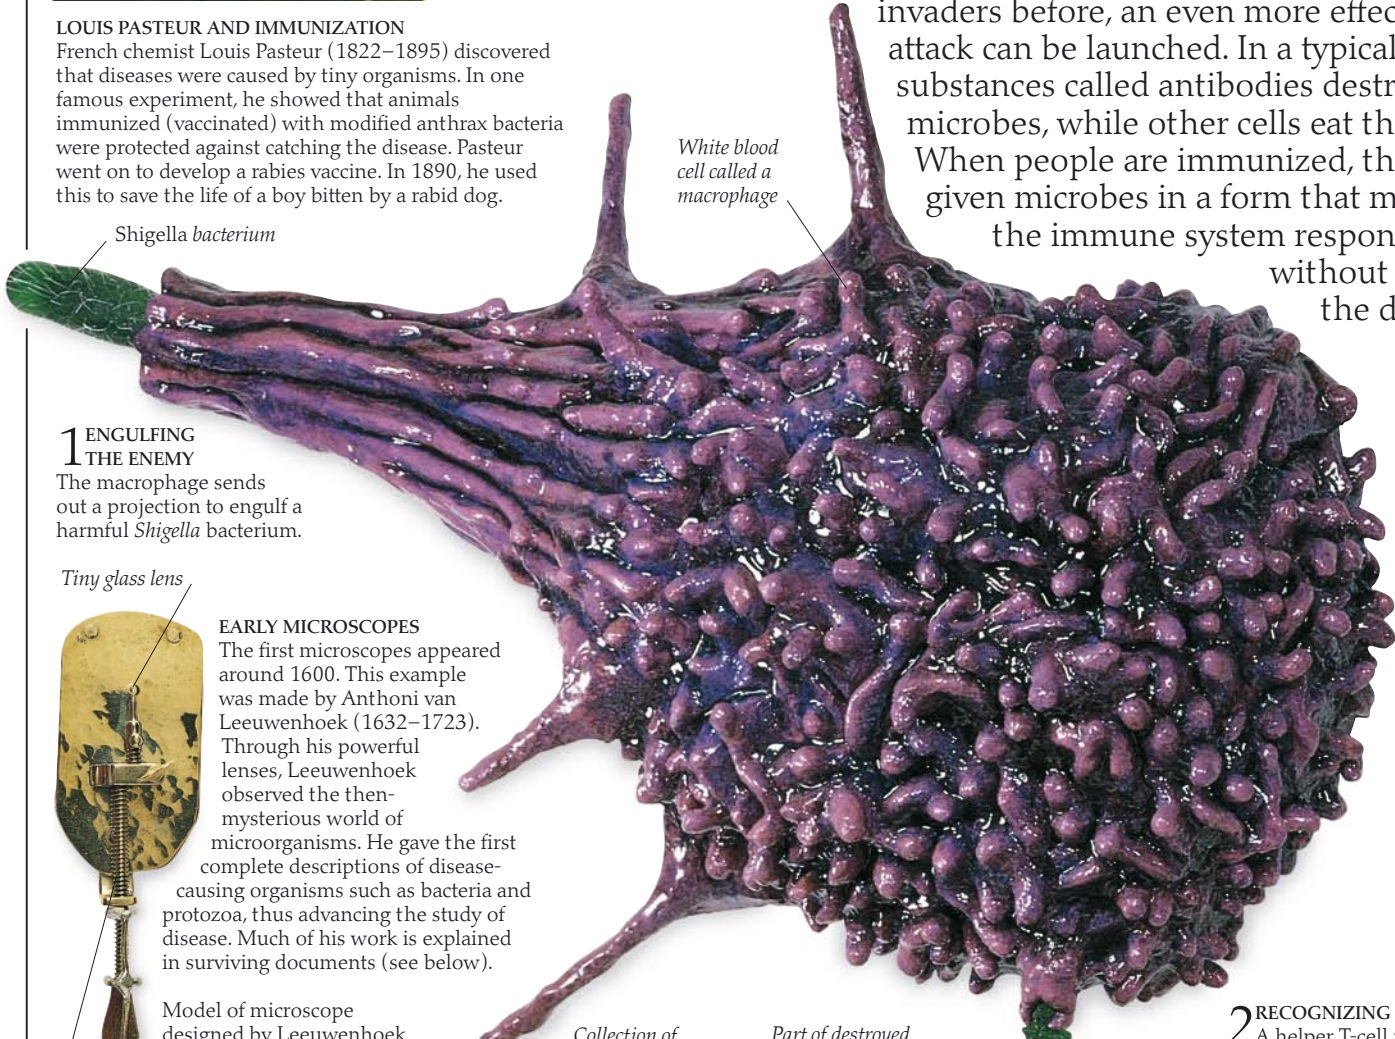 LOUIS PASTEUR AND IMMUNIZATION
French chemist Louis Pasteur (1822–1895) discovered
that diseases were caused by tiny organisms. In one
famous experiment, he showed that animals
immunized (vaccinated) with modified anthrax bacteria
were protected against catching the disease. Pasteur
went on to develop a rabies vaccine. In 1890, he used
this to save the life of a boy bitten by a rabid dog.
invaders before, an even more effec
attack can be launched. In a typical
substances called antibodies destr
microbes, while other cells eat th
When people are immunized, th
given microbes in a form that m
the immune system respon
without
the d
White blood
cell called a
macrophage
Shigella bacterium
1 ENGULFING
THE ENEMY
The macrophage sends
out a projection to engulf a
harmful Shigella bacterium.
Tiny glass lens
EARLY MICROSCOPES
The first microscopes appeared
around 1600. This example
was made by Anthoni van
Leeuwenhoek (1632–1723).
Through his powerful
lenses, Leeuwenhoek
observed the then-
mysterious world of
microorganisms. He gave the first
complete descriptions of disease-
causing organisms such as bacteria and
protozoa, thus advancing the study of
disease. Much of his work is explained
in surviving documents (see below).
Model of microscope
designed by Leeuwenhoek
Collection of
Part of destroyed
2 RECOGNIZING
A helper T-cell